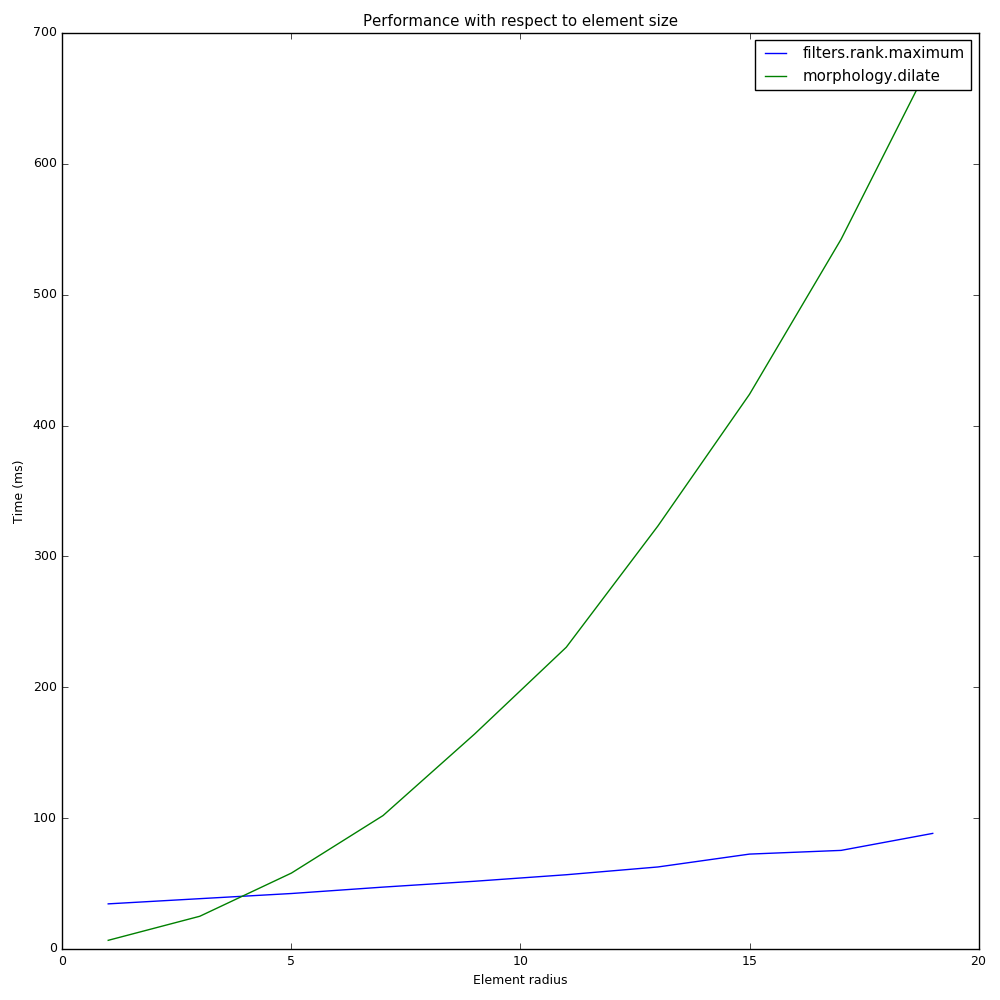 Performance with respect to element size
700
600
500
400
300
200
100
0
filters.rank.maximum
morphology.dilate
Time (ms)
0 5 10 15 20
Element radius